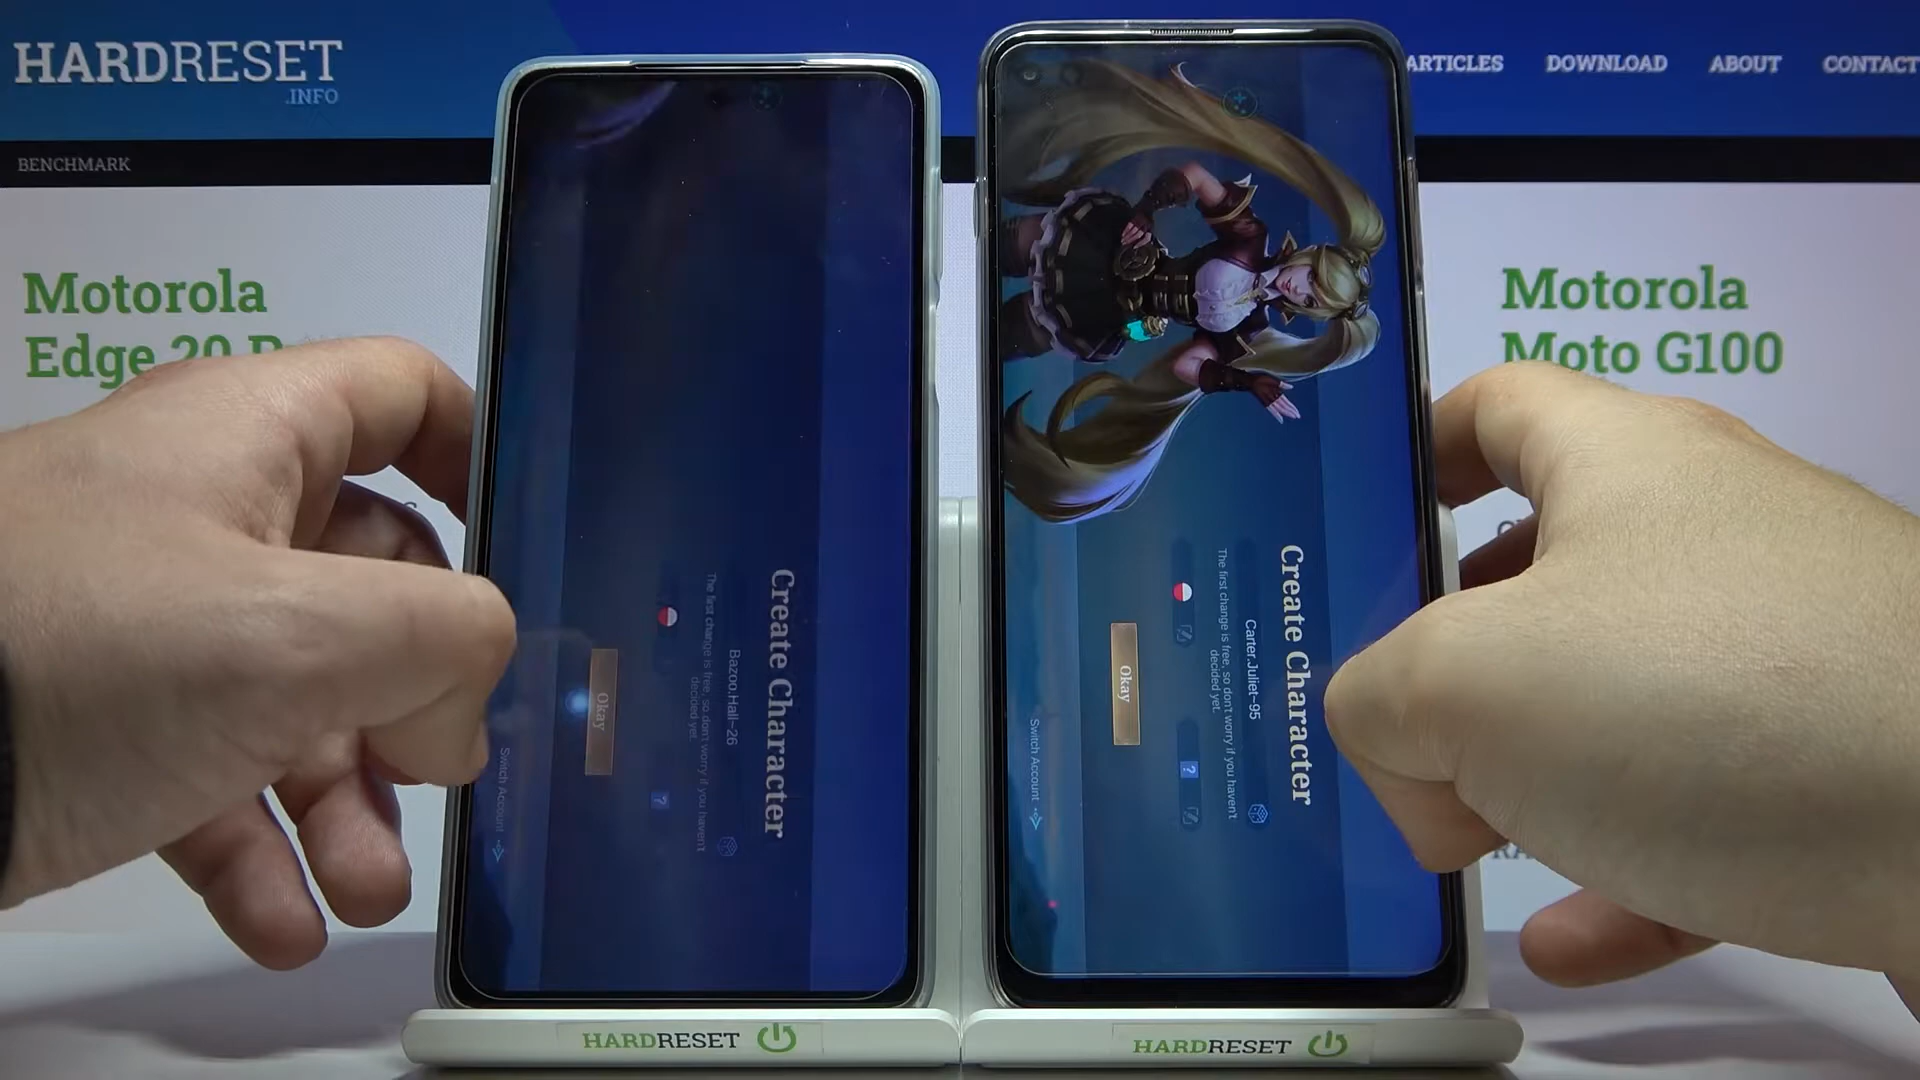 HARDRESET
.INFO
ARTICLES
DOWNLOAD
ABOUT
CONTACT
BENCHMARK
Motorola
Edge 20
Motorola
Moto G100
Create Character
Bazoo.Hall-26
The first change is free, so don't worry if you haven't
decided yet.
?
Okay
Switch Account
Create Character
Carter.Juliet-95
The first change is free, so don't worry if you haven't
decided yet.
?
Okay
Switch Account
HARDRESET
HARDRESET